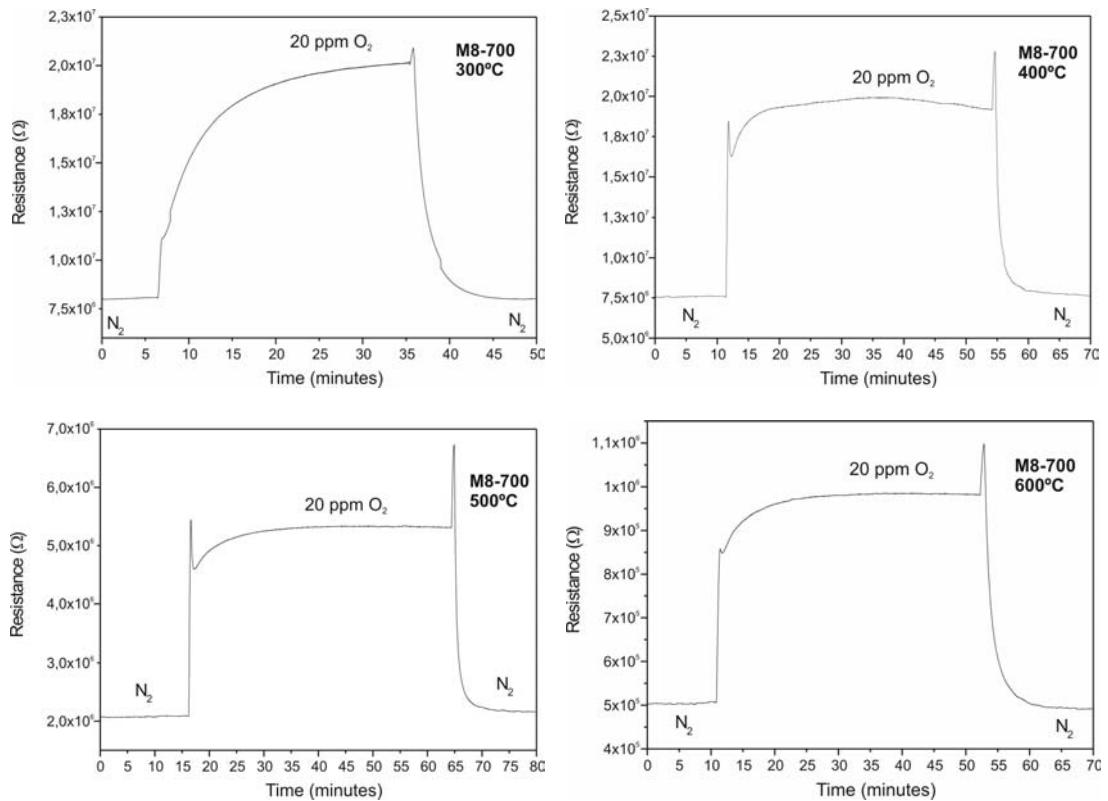 2,3x10⁷
2,0x10⁷
1,8x10⁷
1,5x10⁷
1,3x10⁷
1,0x10⁷
7,5x10⁶
Resistance (Ω)
20 ppm O₂
M8-700
300ºC
N₂
N₂
0 5 10 15 20 25 30 35 40 45 50
Time (minutes)
2,5x10⁷
2,3x10⁷
2,0x10⁷
1,8x10⁷
1,5x10⁷
1,3x10⁷
1,0x10⁷
7,5x10⁶
5,0x10⁶
Resistance (Ω)
20 ppm O₂
M8-700
400ºC
N₂
N₂
0 5 10 15 20 25 30 35 40 45 50 55 60 65 70
Time (minutes)
7,0x10⁶
6,0x10⁶
5,0x10⁶
4,0x10⁶
3,0x10⁶
2,0x10⁶
Resistance (Ω)
20 ppm O₂
M8-700
500ºC
N₂
N₂
0 5 10 15 20 25 30 35 40 45 50 55 60 65 70 75 80
Time (minutes)
1,1x10⁶
1x10⁶
9x10⁵
8x10⁵
7x10⁵
6x10⁵
5x10⁵
4x10⁵
Resistance (Ω)
20 ppm O₂
M8-700
600ºC
N₂
N₂
0 5 10 15 20 25 30 35 40 45 50 55 60 65 70
Time (minutes)